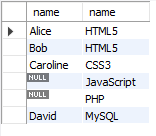 name name
Alice HTML5
Bob HTML5
Caroline CSS3
NULL JavaScript
NULL PHP
David MySQL